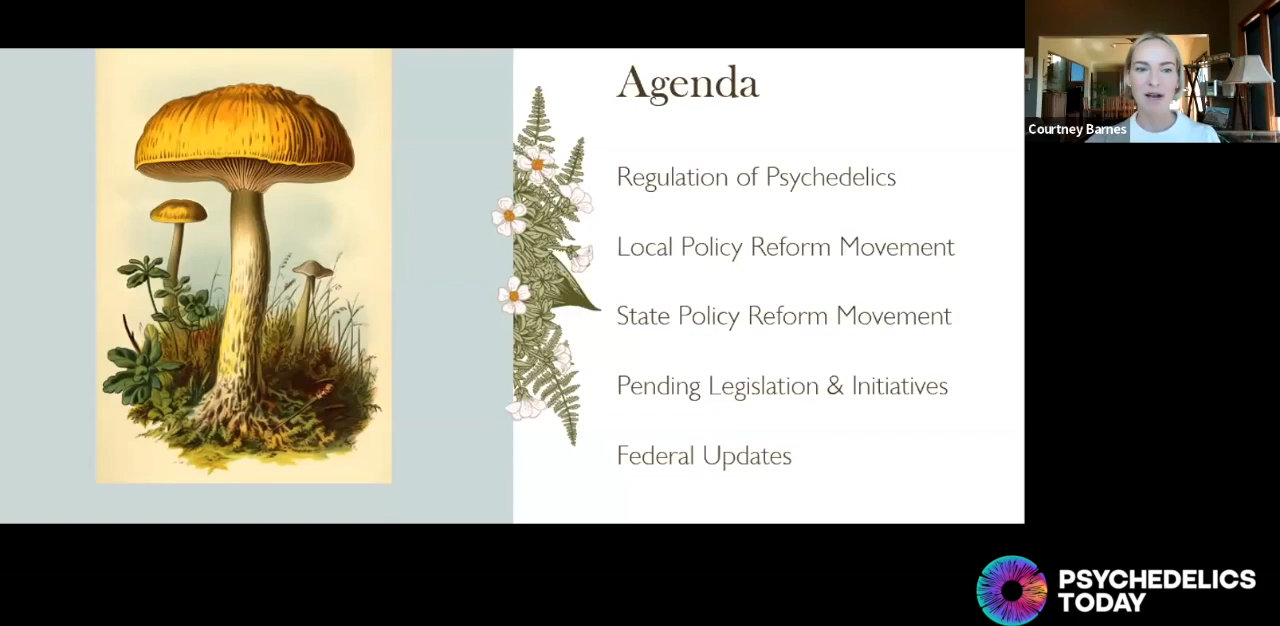 Agenda
Regulation of Psychedelics
Local Policy Reform Movement
State Policy Reform Movement
Pending Legislation & Initiatives
Federal Updates
Courtney Barnes
PSYCHEDELICS
TODAY